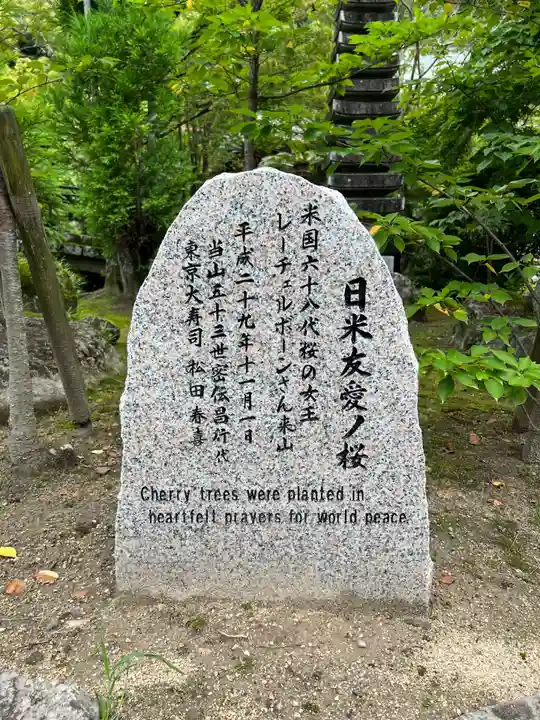 日米友愛ノ桜
米国六十八代桜の女王
レーチェルボーンさん来山
平成二十九年十一月一日
当山五十三世密伝昌行代
東京大寿司 松田春喜
Cherry trees were planted in
heartfelt prayers for world peace.